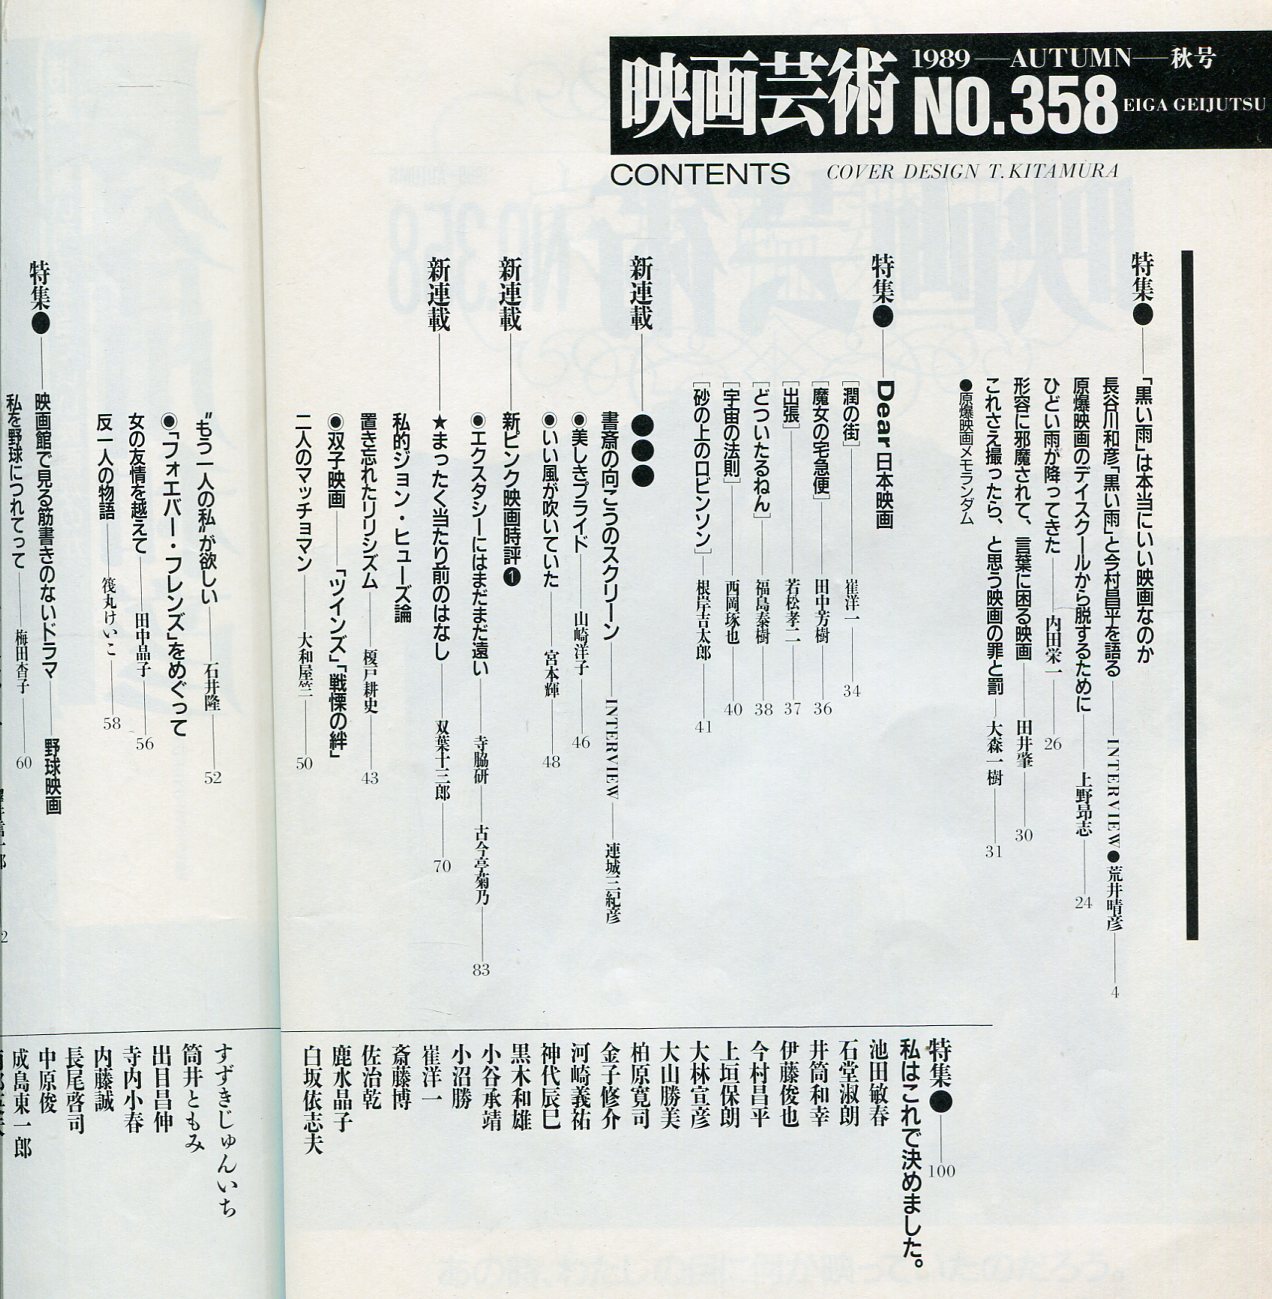 映画芸術
1989—AUTUMN—秋号
NO.358
EIGA GEIJUTSU
CONTENTS
COVER DESIGN T.KITAMURA
特集●――「黒い雨」は本当にいい映画なのか
長谷川和彦「黒い雨」と今村昌平を語る――INTERVIEW●荒井晴彦――4
原爆映画のデイスクールから脱するために――上野昂志――24
ひどい雨が降ってきた――内田栄一――26
形容に邪魔されて、言葉に困る映画――田井肇――30
これさえ撮ったら、と思う映画の罪と罰――大森一樹――31
●原爆映画メモランダム
特集●――Dear日本映画
[潤の街]――崔洋一――34
[魔女の宅急便]――田中芳樹――36
[出張]――若松孝二――37
[どついたるねん]――福島泰樹――38
[宇宙の法則]――西岡琢也――40
[砂の上のロビンソン]――根岸吉太郎――41
新連載――●●●
書斎の向こうのスクリーン――INTERVIEW――連城三紀彦
◉美しきブライド――山崎洋子――46
◉いい風が吹いていた――宮本輝――48
新連載――新ピンク映画時評❶
◉エクスタシーにはまだまだ遠い――寺脇研――古今亭菊乃――83
新連載――★まったく当たり前のはなし――双葉十三郎――70
私的ジョン・ヒューズ論
置き忘れたリリシズム――榎戸耕史――43
◉双子映画――「ツインズ」「戦慄の絆」
二人のマッチョマン――大和屋竺――50
“もう一人の私”が欲しい――石井隆――52
◉「フォエバー・フレンズ」をめぐって
女の友情を越えて――田中晶子――56
反一人の物語――筏丸けいこ――58
特集●――映画館で見る筋書きのないドラマ――野球映画
私を野球につれてって――梅田杳子――60
特集●――100
私はこれで決めました。
池田敏春
石堂淑朗
井筒和幸
伊藤俊也
今村昌平
上垣保朗
大林宣彦
大山勝美
柏原寛司
金子修介
河崎義祐
神代辰巳
黒木和雄
小谷承靖
小沼勝
崔洋一
斎藤博
佐治乾
鹿水晶子
白坂依志夫
すずきじゅんいち
筒井ともみ
出目昌伸
寺内小春
内藤誠
長尾啓司
中原俊
成島東一郎